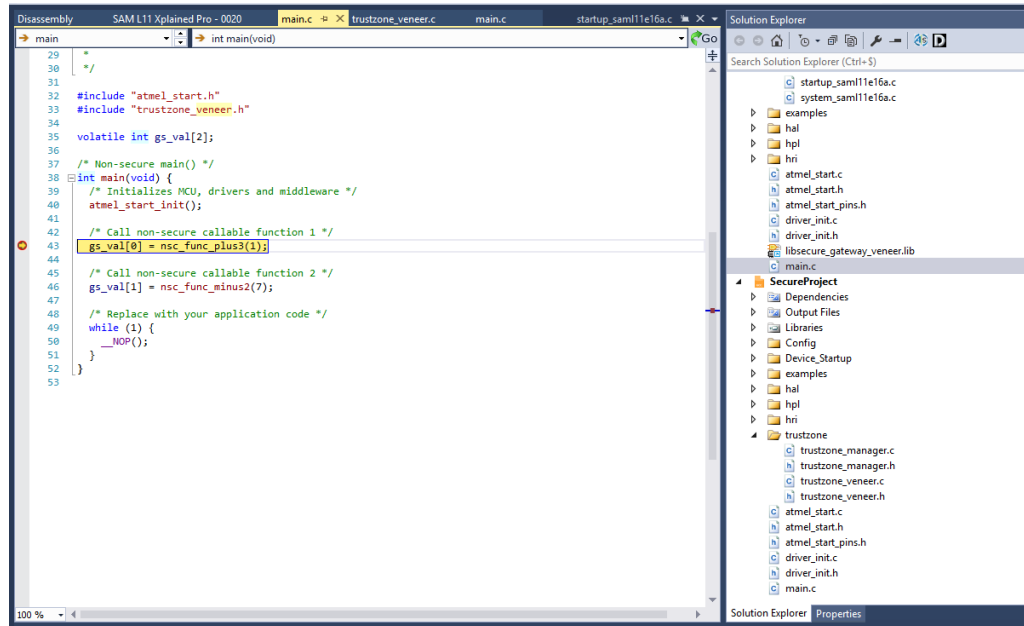 Disassembly SAM L11 Xplained Pro - 0020 main.c trustzone_veneer.c main.c startup_saml11e16a.c
main int main(void) Go
29 *
30 */
31
32 #include "atmel_start.h"
33 #include "trustzone_veneer.h"
34
35 volatile int gs_val[2];
36
37 /* Non-secure main() */
38 int main(void) {
39 /* Initializes MCU, drivers and middleware */
40 atmel_start_init();
41
42 /* Call non-secure callable function 1 */
43 gs_val[0] = nsc_func_plus3(1);
44
45 /* Call non-secure callable function 2 */
46 gs_val[1] = nsc_func_minus2(7);
47
48 /* Replace with your application code */
49 while (1) {
50 __NOP();
51 }
52 }
53
100 %
Solution Explorer
Search Solution Explorer (Ctrl+$)
startup_saml11e16a.c
system_saml11e16a.c
examples
hal
hpl
hri
atmel_start.c
atmel_start.h
atmel_start_pins.h
driver_init.c
driver_init.h
libsecure_gateway_veneer.lib
main.c
SecureProject
Dependencies
Output Files
Libraries
Config
Device_Startup
examples
hal
hpl
hri
trustzone
trustzone_manager.c
trustzone_manager.h
trustzone_veneer.c
trustzone_veneer.h
atmel_start.c
atmel_start.h
atmel_start_pins.h
driver_init.c
driver_init.h
main.c
Solution Explorer Properties